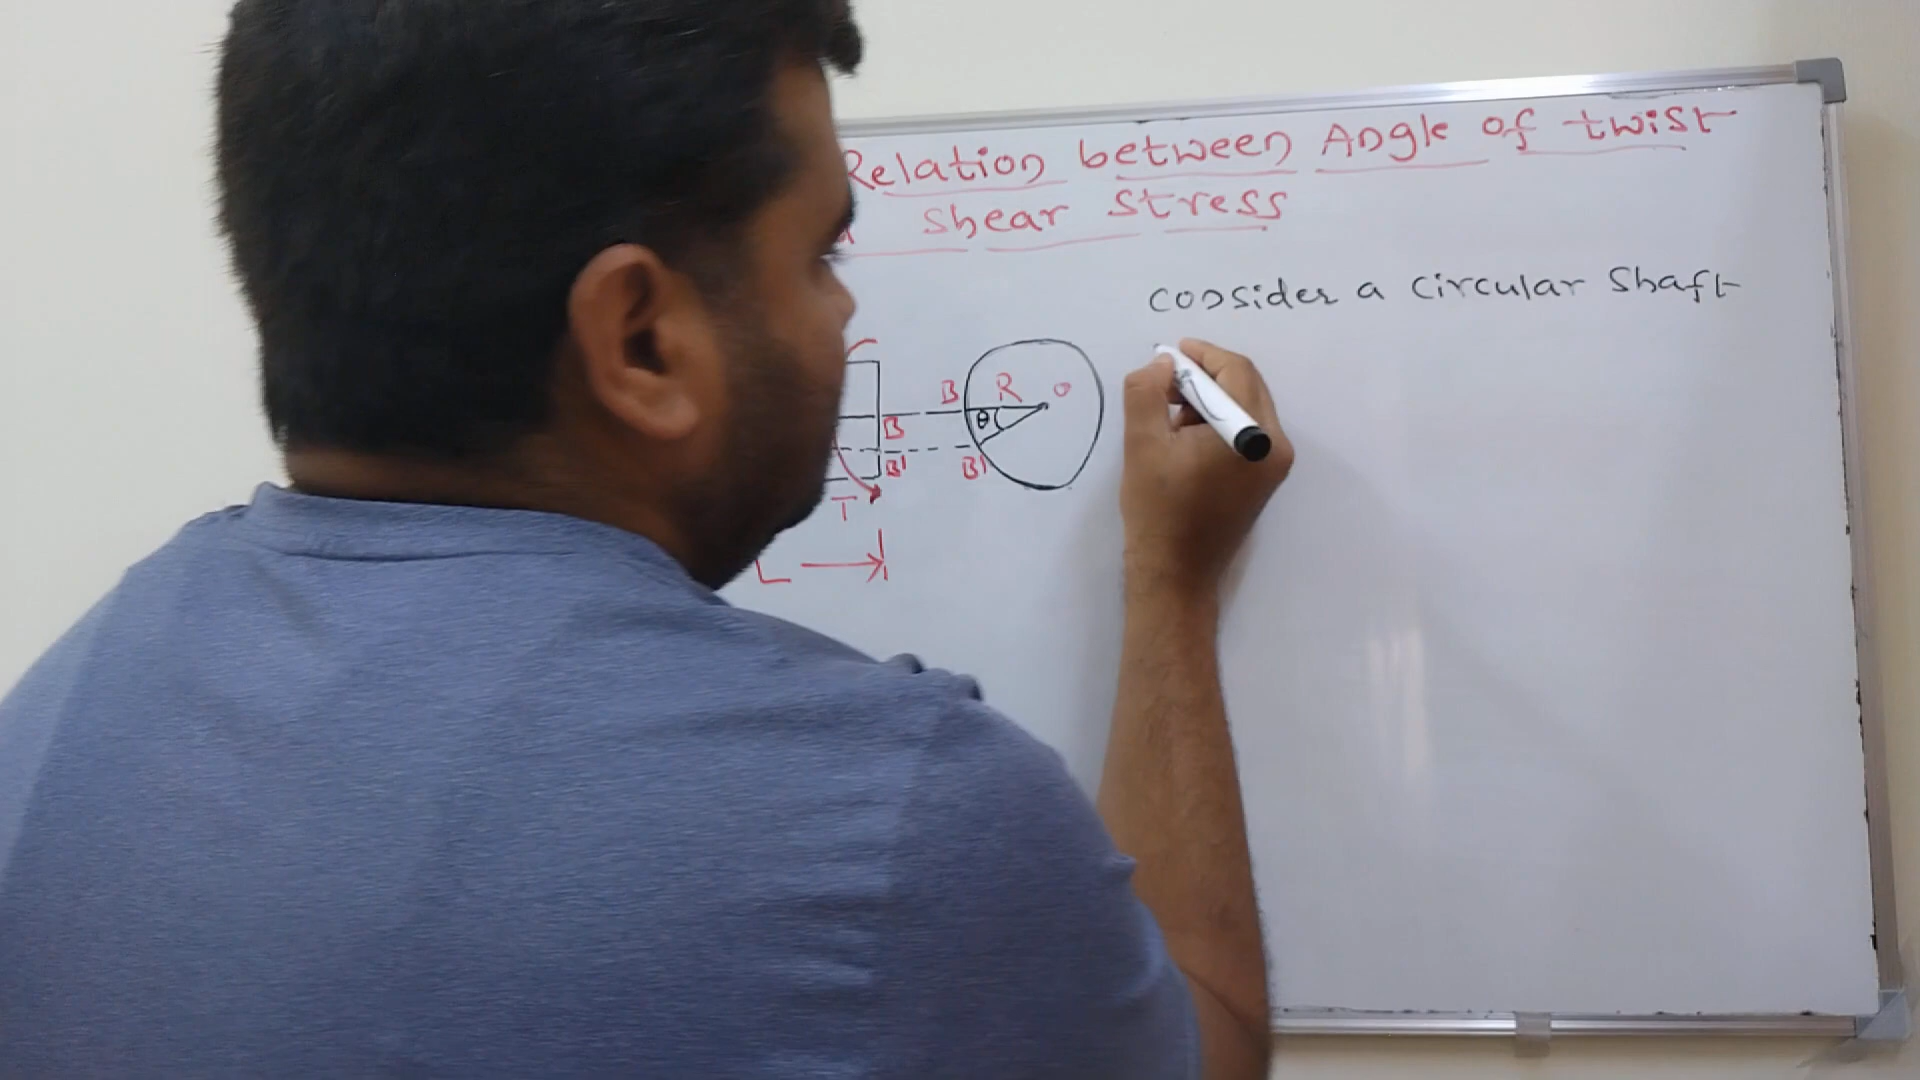 Relation between Angle of twist
shear stress
Consider a circular shaft
B R O
θ
B
B' B'
T
L